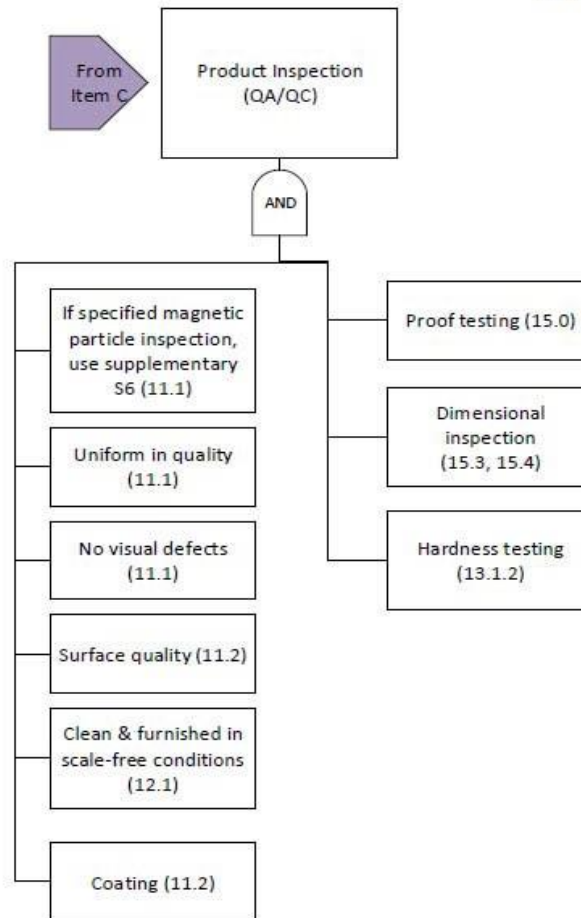 From
Item C
Product Inspection
(QA/QC)
AND
If specified magnetic
particle inspection,
use supplementary
S6 (11.1)
Uniform in quality
(11.1)
No visual defects
(11.1)
Surface quality (11.2)
Clean & furnished in
scale-free conditions
(12.1)
Coating (11.2)
Proof testing (15.0)
Dimensional
inspection
(15.3, 15.4)
Hardness testing
(13.1.2)